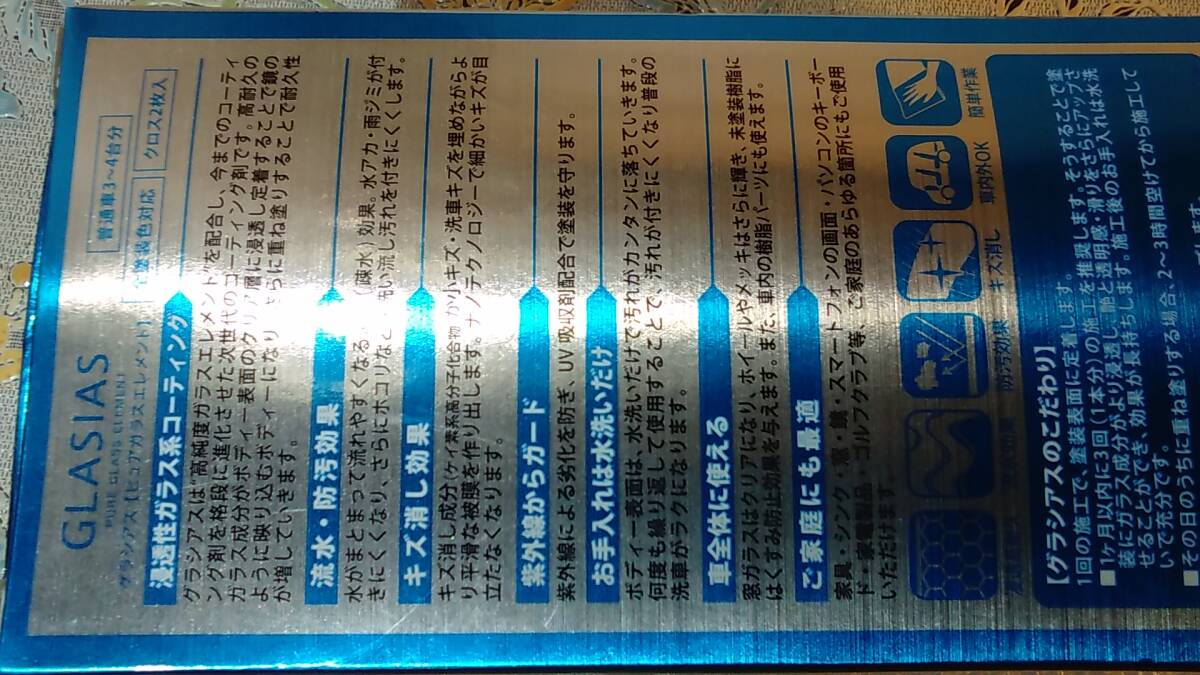 GLASIAS
PURE GLASS ELEMENT
グラシアス【ピュアガラスエレメント】
普通車3〜4台分
全塗装色対応
クロス2枚入
浸透性ガラス系コーティング
グラシアスは“高純度ガラスエレメント”を配合し、今までのコーティ
ング剤を格段に進化させた次世代のコーティング剤です。高耐久の
ガラス成分がボディー表面のクリア層に浸透し定着することで鏡の
ように映り込むボディーになり さらに重ね塗りすることで耐久性
が増していきます。
流水・防汚効果
水がまとまって流れやすくなる (疎水)効果。水アカ・雨ジミが付
きにくくなり、さらにホコリなど 洗い流し汚れを付きにくくします。
キズ消し効果
キズ消し成分(ケイ素系高分子化合物)が小キズ・洗車キズを埋めながらよ
り平滑な被膜を作り出します。ナノテクノロジーで細かいキズが目
立たなくなります。
紫外線からガード
紫外線による劣化を防ぎ、UV吸収剤配合で塗装を守ります。
お手入れは水洗いだけ
ボディー表面は、水洗いだけで汚れがカンタンに落ちていきます。
何度も繰り返して使用することで、汚れが付きにくくなり普段の
洗車がラクになります。
車全体に使える
窓ガラスはクリアになり、ホイールやメッキはさらに輝き、未塗装樹脂に
はくすみ防止効果を与えます。また、車内の樹脂パーツにも使えます。
ご家庭にも最適
家具・シンク・窓・鏡・スマートフォンの画面・パソコンのキーボー
ド・家電製品・ゴルフクラブ等、ご家庭のあらゆる箇所にもご使用
いただけます。
防汚効果
キズ消し
車内外OK
簡単作業
【グラシアスのこだわり】
1回の施工で、塗装表面に定着します。
■1ヶ月以内に3回(1本分)の施工を推奨します。そうすることで塗
装にガラス成分がより浸透し、艶と透明感・滑りをさらにアップさ
せることができ、効果が長持ちします。施工後のお手入れは水洗
いで充分です。
■その日のうちに重ね塗りする場合、2〜3時間空けてから施工して